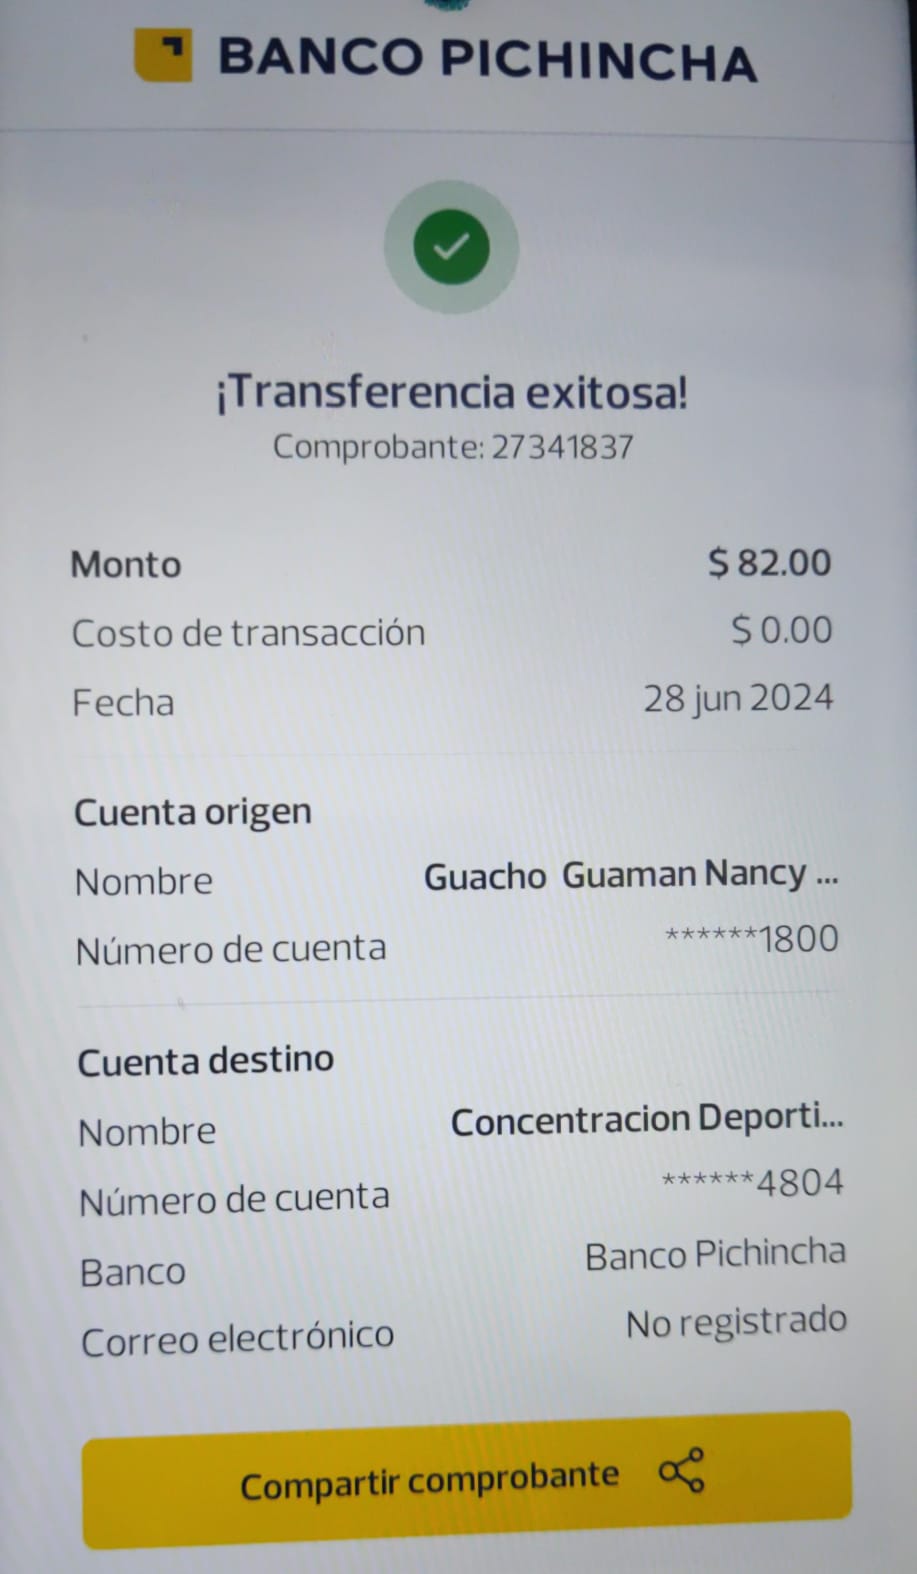 BANCO PICHINCHA
¡Transferencia exitosa!
Comprobante: 27341837
Monto $ 82.00
Costo de transacción $ 0.00
Fecha 28 jun 2024
Cuenta origen
Nombre Guacho Guaman Nancy ...
Número de cuenta ******1800
Cuenta destino
Nombre Concentracion Deporti...
Número de cuenta ******4804
Banco Banco Pichincha
Correo electrónico No registrado
Compartir comprobante